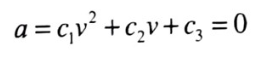 a = c₁v² + c₂v + c₃ = 0